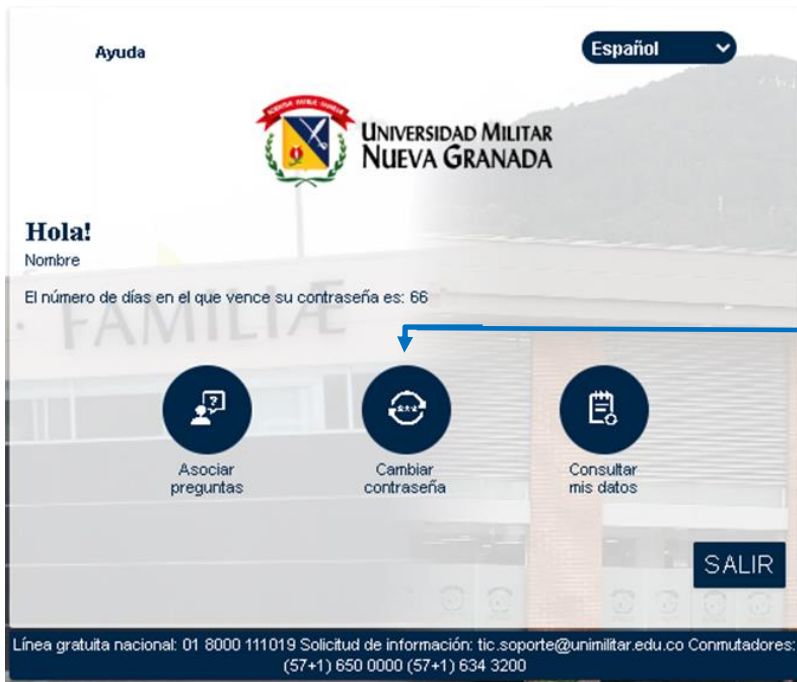 Ayuda
Español
UNIVERSIDAD MILITAR
NUEVA GRANADA
Hola!
Nombre
El número de días en el que vence su contraseña es: 66
FAMILIÆ
Asociar
preguntas
Cambiar
contraseña
Consultar
mis datos
SALIR
Línea gratuita nacional: 01 8000 111019 Solicitud de información: tic.soporte@unimilitar.edu.co Conmutadores:
(57+1) 650 0000 (57+1) 634 3200